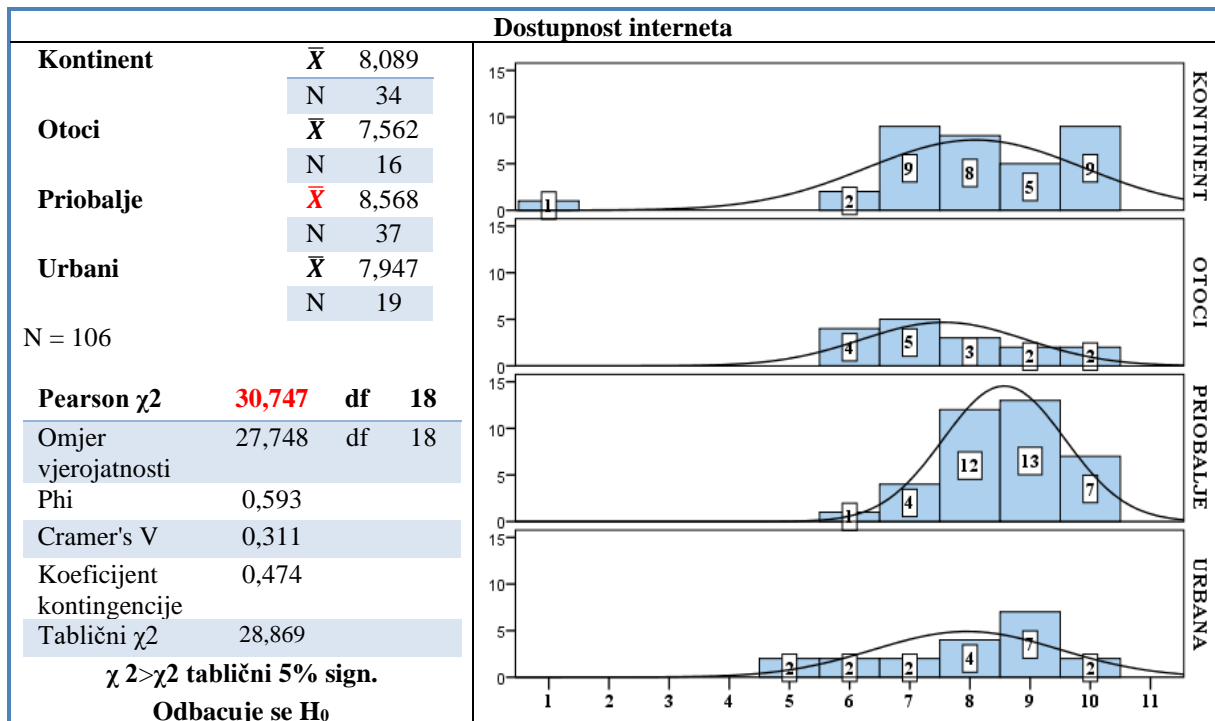 Dostupnost interneta
Kontinent X̄ 8,089
N 34
Otoci X̄ 7,562
N 16
Priobalje X̄ 8,568
N 37
Urbani X̄ 7,947
N 19
N = 106
Pearson χ2 30,747 df 18
Omjer 27,748 df 18
vjerojatnosti
Phi 0,593
Cramer's V 0,311
Koeficijent 0,474
kontingencije
Tablični χ2 28,869
χ 2>χ2 tablični 5% sign.
Odbacuje se H₀
15
10
5
0
1 2 9 8 5 9
KONTINENT
15
10
5
0
4 5 3 2 2
OTOCI
15
10
5
0
1 4 12 13 7
PRIOBALJE
15
10
5
0
2 2 2 4 7 2
URBANA
1 2 3 4 5 6 7 8 9 10 11